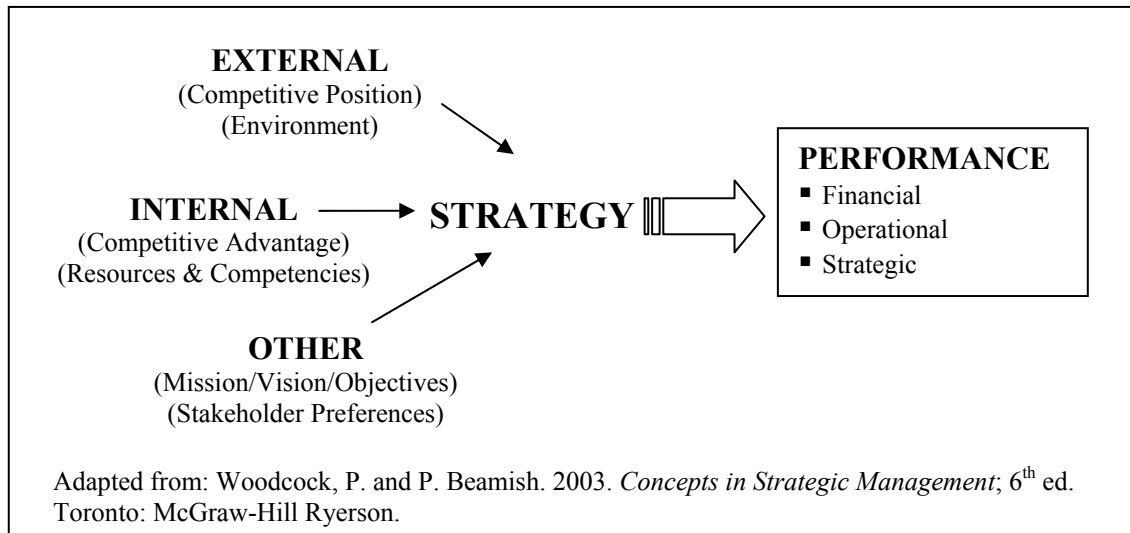 EXTERNAL
(Competitive Position)
(Environment)
INTERNAL
(Competitive Advantage)
(Resources & Competencies)
OTHER
(Mission/Vision/Objectives)
(Stakeholder Preferences)
STRATEGY
PERFORMANCE
▪ Financial
▪ Operational
▪ Strategic
Adapted from: Woodcock, P. and P. Beamish. 2003. Concepts in Strategic Management; 6th ed.
Toronto: McGraw-Hill Ryerson.